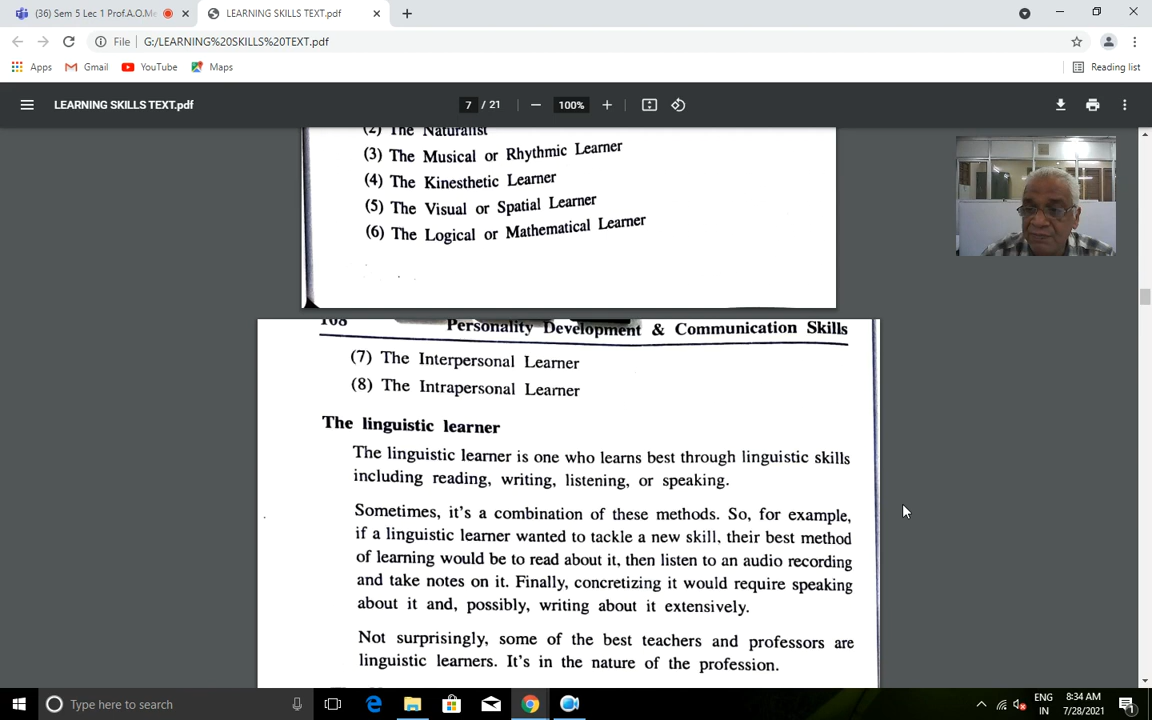 (36) Sem 5 Lec 1 Prof.A.O.Me
LEARNING SKILLS TEXT.pdf
File
G:/LEARNING%20SKILLS%20TEXT.pdf
Apps
Gmail
YouTube
Maps
Reading list
LEARNING SKILLS TEXT.pdf
7 / 21
100%
(2) The Naturalist
(3) The Musical or Rhythmic Learner
(4) The Kinesthetic Learner
(5) The Visual or Spatial Learner
(6) The Logical or Mathematical Learner
168 Personality Development & Communication Skills
(7) The Interpersonal Learner
(8) The Intrapersonal Learner
The linguistic learner
The linguistic learner is one who learns best through linguistic skills
including reading, writing, listening, or speaking.
Sometimes, it's a combination of these methods. So, for example,
if a linguistic learner wanted to tackle a new skill, their best method
of learning would be to read about it, then listen to an audio recording
and take notes on it. Finally, concretizing it would require speaking
about it and, possibly, writing about it extensively.
Not surprisingly, some of the best teachers and professors are
linguistic learners. It's in the nature of the profession.
Type here to search
ENG
IN
8:34 AM
7/28/2021
1